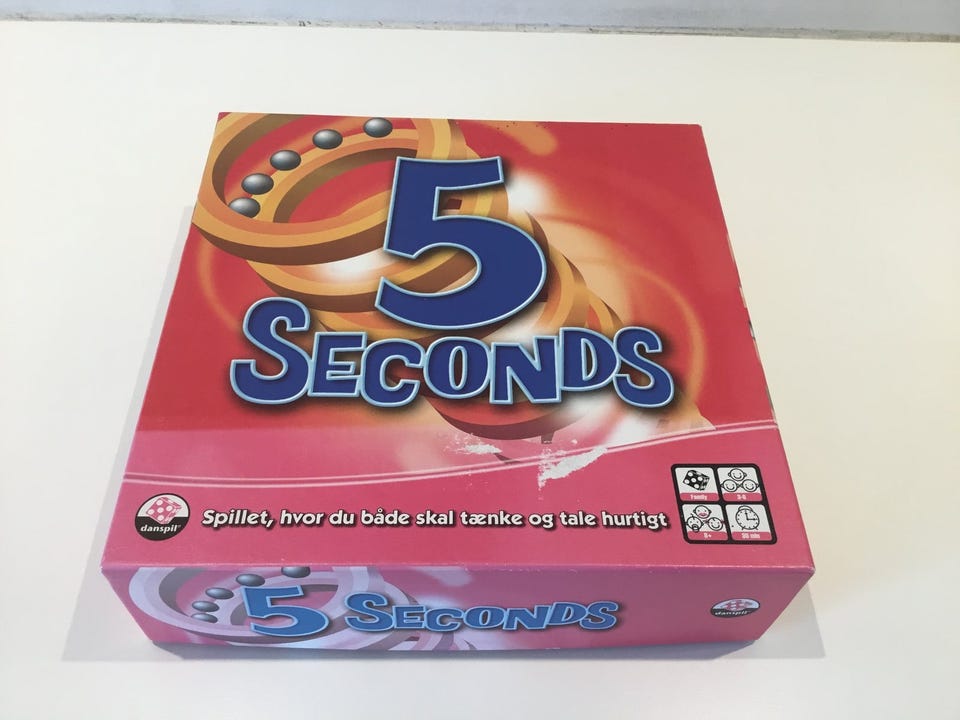 5
SECONDS
danspil®
Spillet, hvor du både skal tænke og tale hurtigt
Family
3-6
8+
30 min
5 SECONDS
danspil